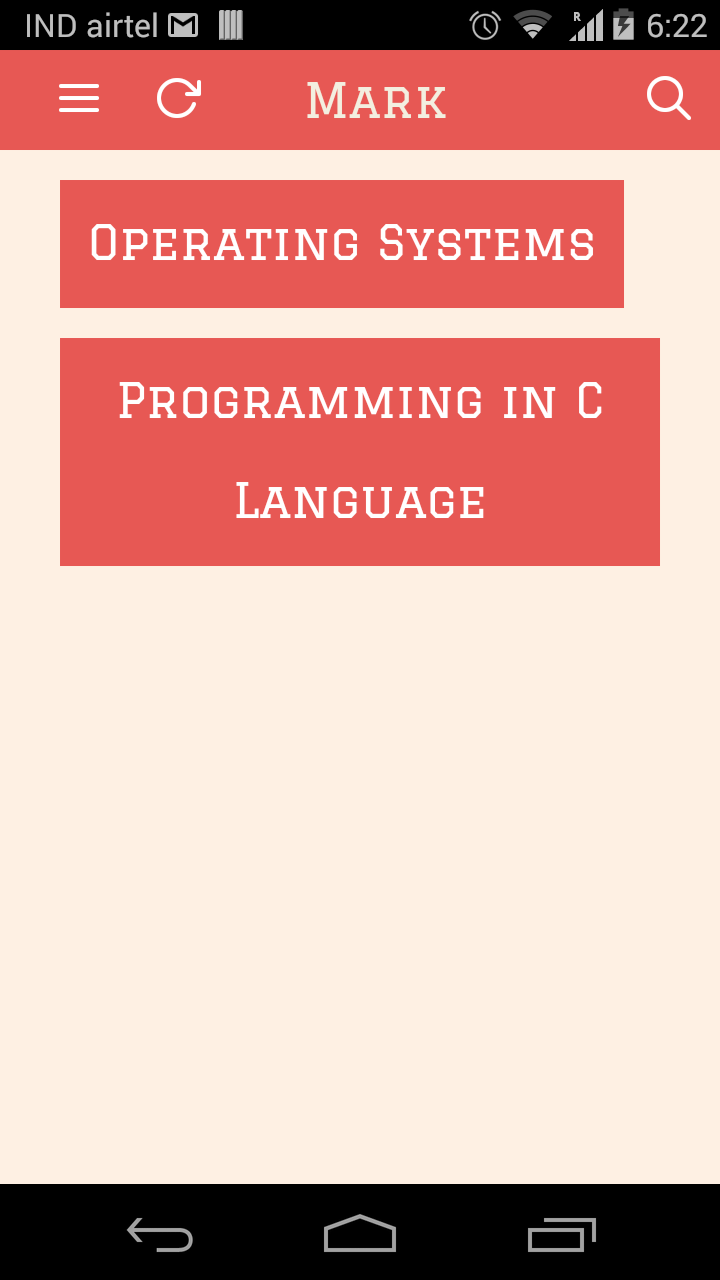 IND airtel R 6:22
Mark
Operating Systems
Programming in C
Language